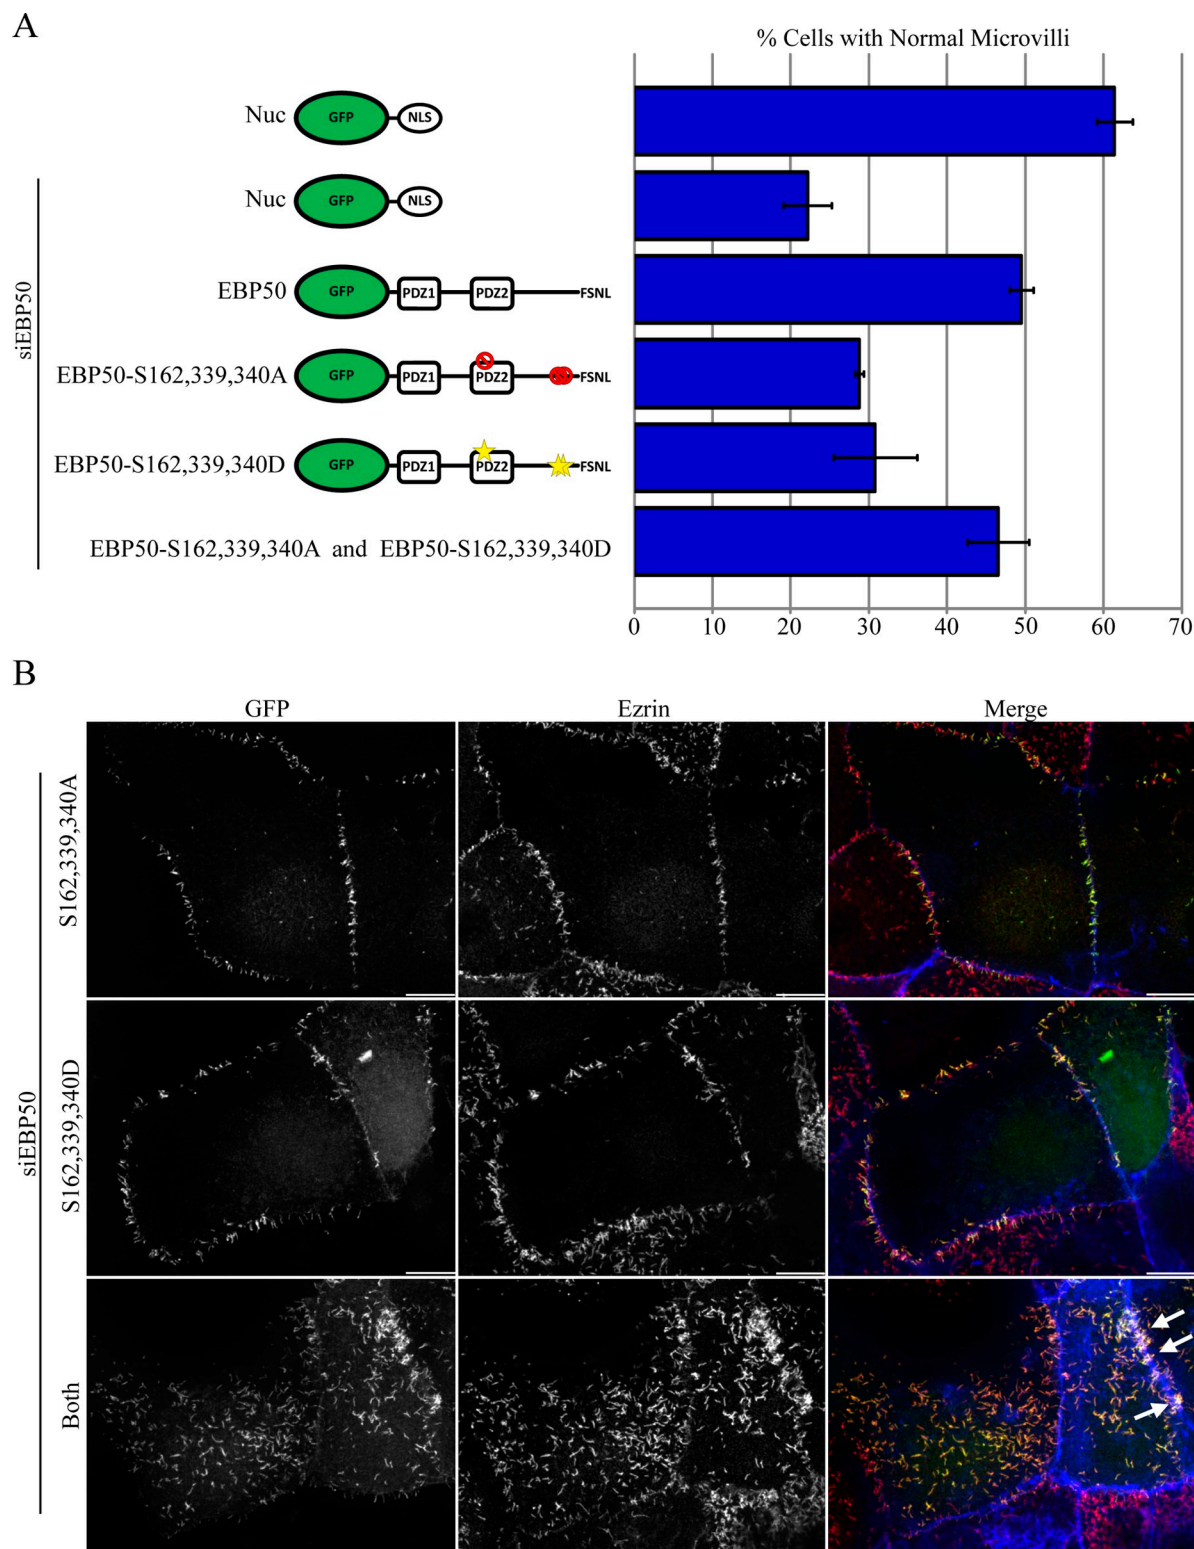 A
% Cells with Normal Microvilli
Nuc GFP NLS
Nuc GFP NLS
EBP50 GFP PDZ1 PDZ2 FSNL
EBP50-S162,339,340A GFP PDZ1 PDZ2 FSNL
EBP50-S162,339,340D GFP PDZ1 PDZ2 FSNL
EBP50-S162,339,340A and EBP50-S162,339,340D
siEBP50
0 10 20 30 40 50 60 70
B
GFP Ezrin Merge
S162,339,340A
S162,339,340D
Both
siEBP50